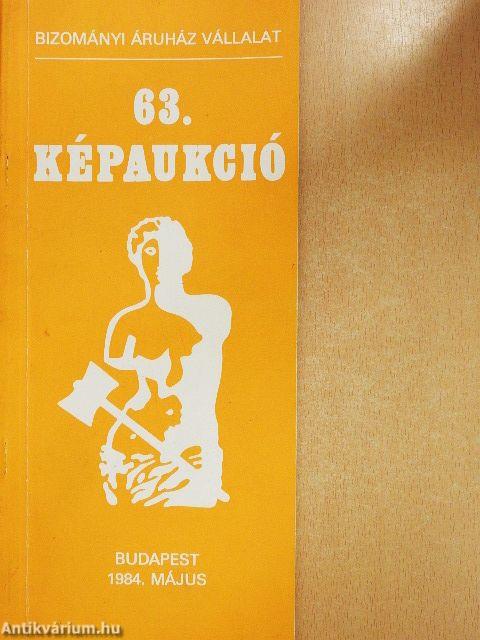 BIZOMÁNYI ÁRUHÁZ VÁLLALAT
63.
KÉPAUKCIÓ
BUDAPEST
1984. MÁJUS
Antikvárium.hu